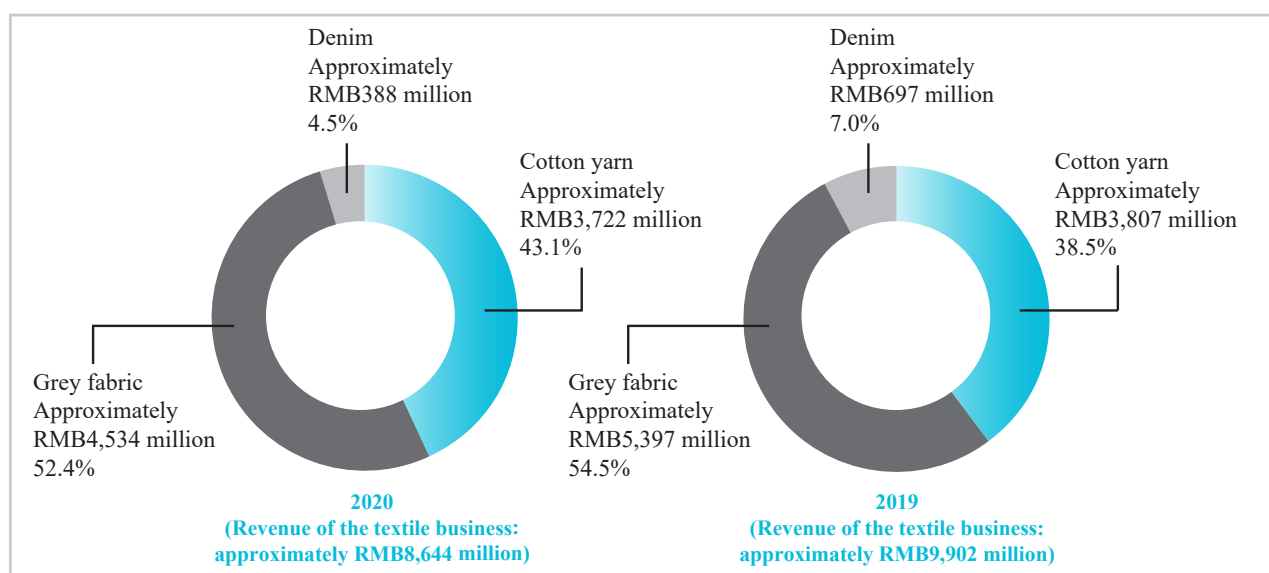 Denim
Approximately
RMB388 million
4.5%
Cotton yarn
Approximately
RMB3,722 million
43.1%
Grey fabric
Approximately
RMB4,534 million
52.4%
2020
(Revenue of the textile business:
approximately RMB8,644 million)
Denim
Approximately
RMB697 million
7.0%
Cotton yarn
Approximately
RMB3,807 million
38.5%
Grey fabric
Approximately
RMB5,397 million
54.5%
2019
(Revenue of the textile business:
approximately RMB9,902 million)